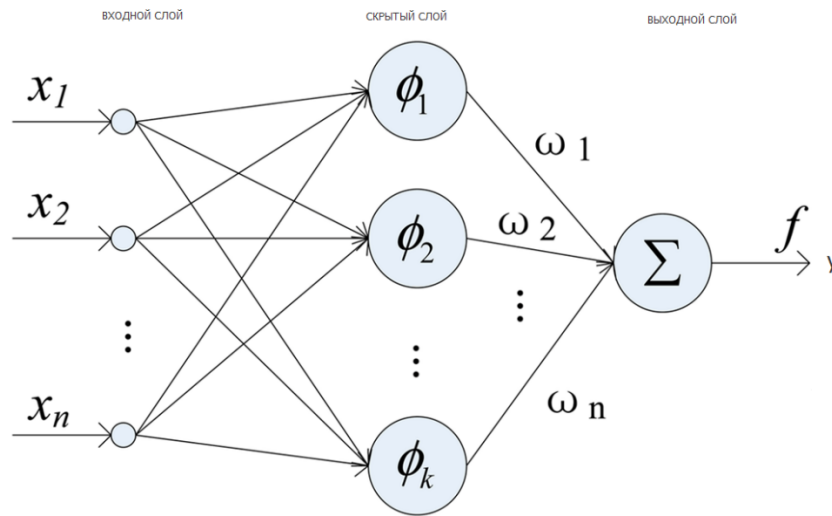 ВХОДНОЙ СЛОЙ
СКРЫТЫЙ СЛОЙ
ВЫХОДНОЙ СЛОЙ
x1
x2
⋮
xn
ϕ1
ϕ2
⋮
ϕk
ω 1
ω 2
⋮
ω n
Σ
f
y